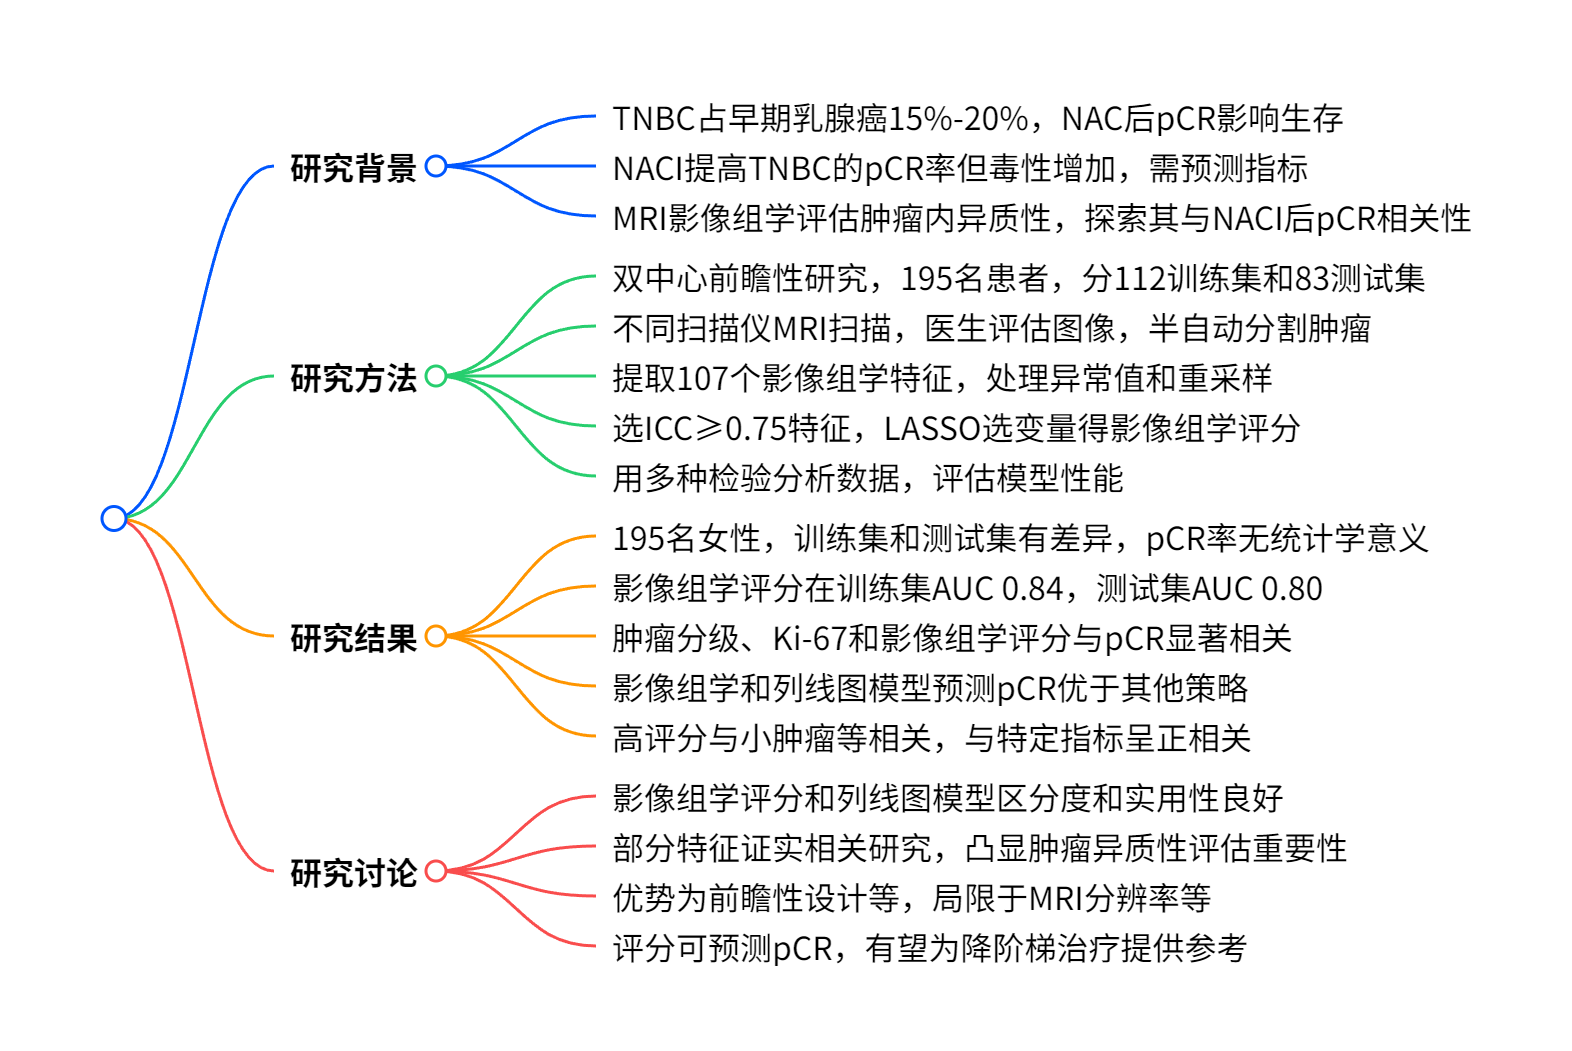 研究背景
TNBC占早期乳腺癌15%-20%，NAC后pCR影响生存
NACI提高TNBC的pCR率但毒性增加，需预测指标
MRI影像组学评估肿瘤内异质性，探索其与NACI后pCR相关性
研究方法
双中心前瞻性研究，195名患者，分112训练集和83测试集
不同扫描仪MRI扫描，医生评估图像，半自动分割肿瘤
提取107个影像组学特征，处理异常值和重采样
选ICC≥0.75特征，LASSO选变量得影像组学评分
用多种检验分析数据，评估模型性能
研究结果
195名女性，训练集和测试集有差异，pCR率无统计学意义
影像组学评分在训练集AUC 0.84，测试集AUC 0.80
肿瘤分级、Ki-67和影像组学评分与pCR显著相关
影像组学和列线图模型预测pCR优于其他策略
高评分与小肿瘤等相关，与特定指标呈正相关
研究讨论
影像组学评分和列线图模型区分度和实用性良好
部分特征证实相关研究，凸显肿瘤异质性评估重要性
优势为前瞻性设计等，局限于MRI分辨率等
评分可预测pCR，有望为降阶梯治疗提供参考